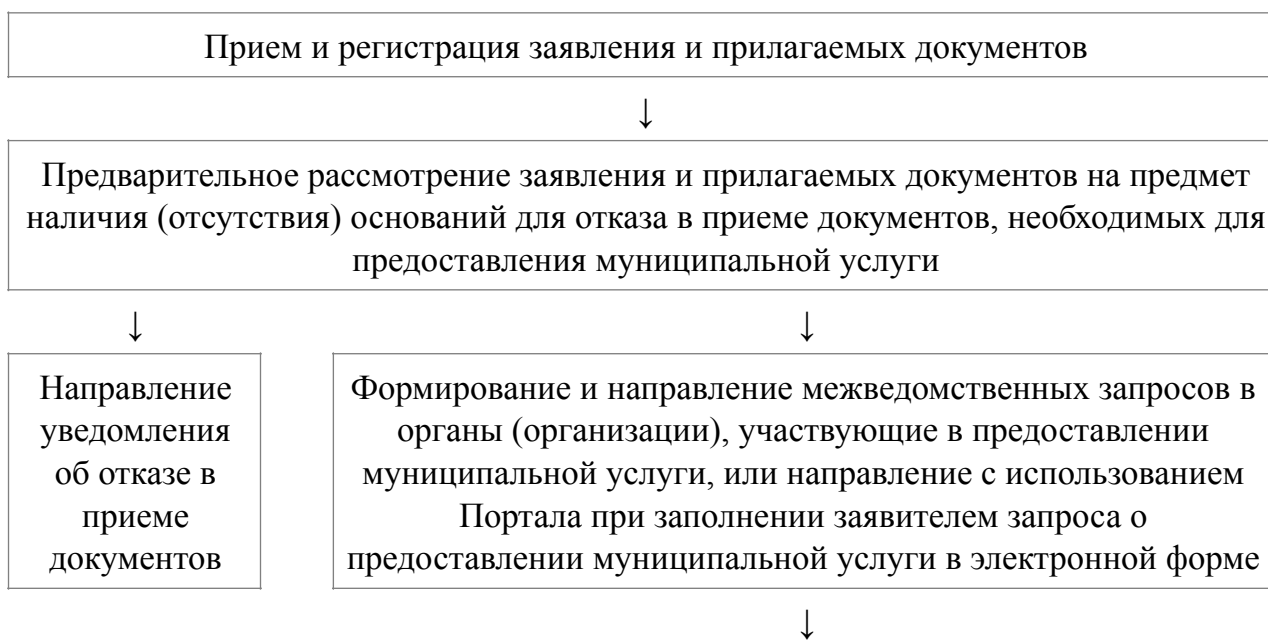 Прием и регистрация заявления и прилагаемых документов
↓
Предварительное рассмотрение заявления и прилагаемых документов на предмет
наличия (отсутствия) оснований для отказа в приеме документов, необходимых для
предоставления муниципальной услуги
↓ ↓
Направление
уведомления
об отказе в
приеме
документов
Формирование и направление межведомственных запросов в
органы (организации), участвующие в предоставлении
муниципальной услуги, или направление с использованием
Портала при заполнении заявителем запроса о
предоставлении муниципальной услуги в электронной форме
↓